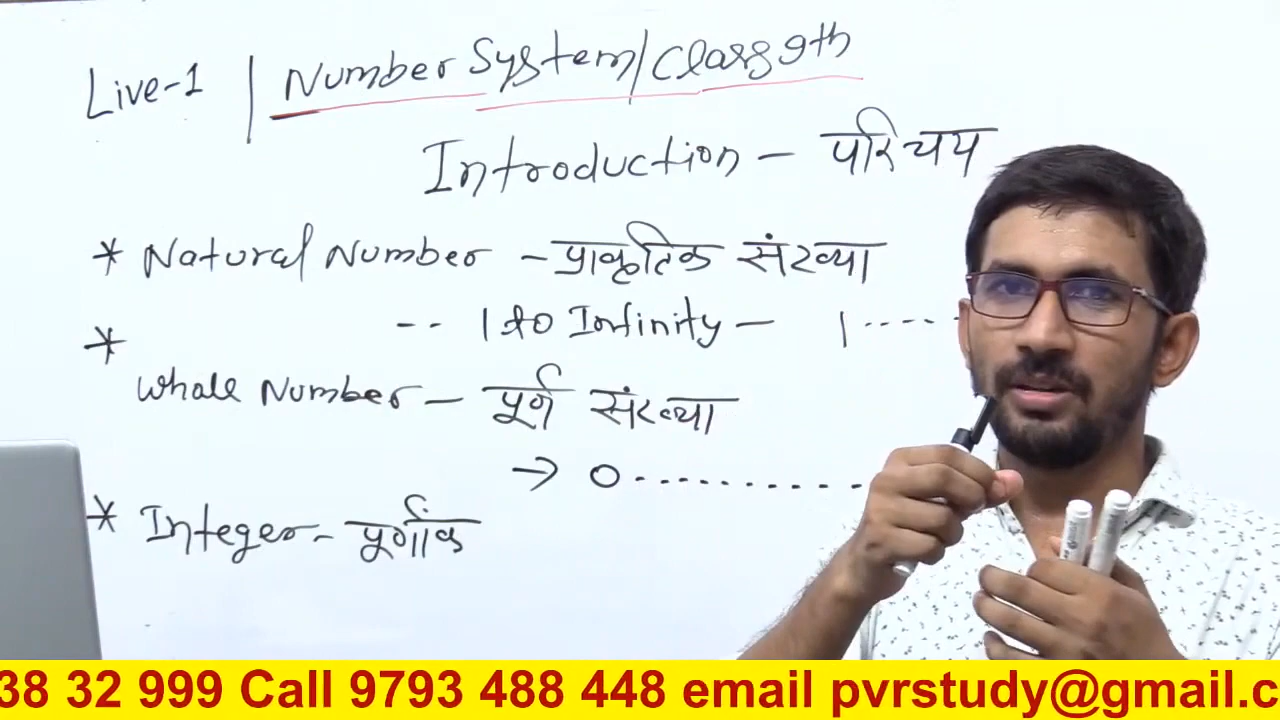 Live-1 | Number System/Class 9th
Introduction – परिचय
* Natural Number – प्राकृतिक संख्या
-- 1 to Infinity – 1 ----
* Whole Number – पूर्ण संख्या
→ 0 ............
* Integer - पूर्णांक
38 32 999 Call 9793 488 448 email pvrstudy@gmail.c